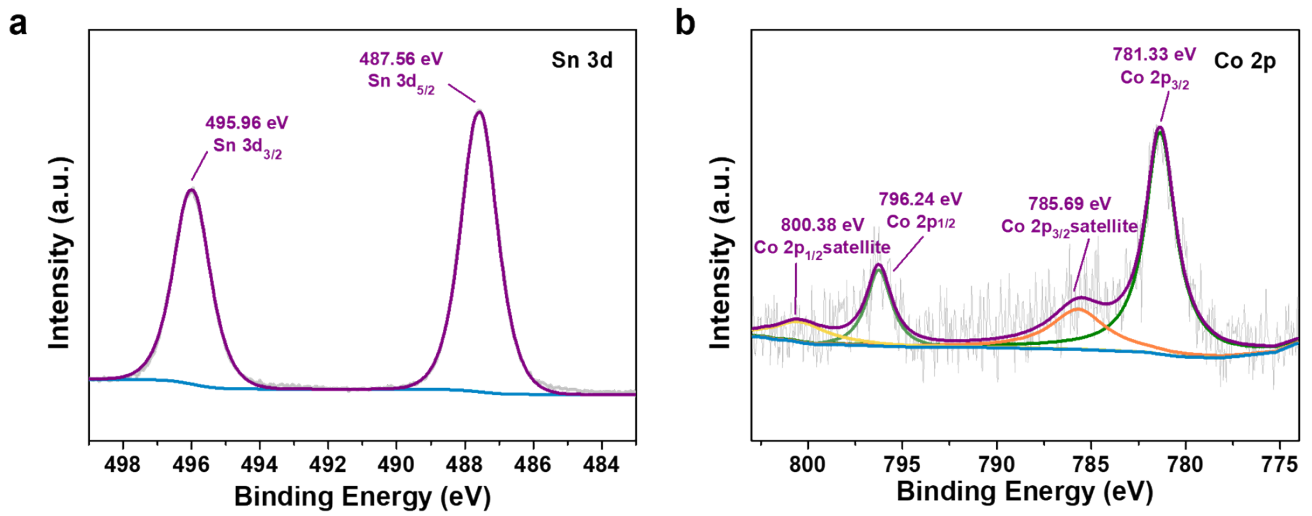 a
Sn 3d
487.56 eV
Sn 3d5/2
495.96 eV
Sn 3d3/2
Intensity (a.u.)
498 496 494 492 490 488 486 484
Binding Energy (eV)
b
Co 2p
781.33 eV
Co 2p3/2
796.24 eV
Co 2p1/2
785.69 eV
Co 2p3/2satellite
800.38 eV
Co 2p1/2satellite
Intensity (a.u.)
800 795 790 785 780 775
Binding Energy (eV)